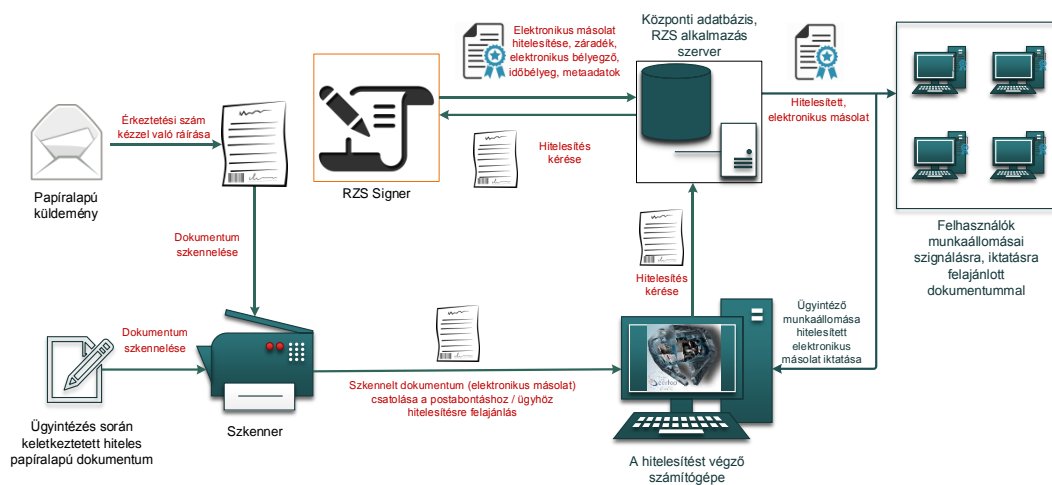 Elektronikus másolat
hitelesítése, záradék,
elektronikus bélyegző,
időbélyeg, metaadatok
Központi adatbázis,
RZS alkalmazás
szerver
Érkeztetési szám
kézzel való ráírása
Hitelesített,
elektronikus másolat
Hitelesítés
kérése
Papíralapú
küldemény
RZS Signer
Felhasználók
munkaállomásai
szignálásra, iktatásra
felajánlott
dokumentummal
Dokumentum
szkennelése
Hitelesítés
kérése
Ügyintéző
munkaállomása
hitelesített
elektronikus
másolat iktatása
Dokumentum
szkennelése
Szkennelt dokumentum (elektronikus másolat)
csatolása a postabontáshoz / ügyhöz
hitelesítésre felajánlás
Ügyintézés során
keletkeztetett hiteles
papíralapú dokumentum
Szkenner
A hitelesítést végző
számítógépe